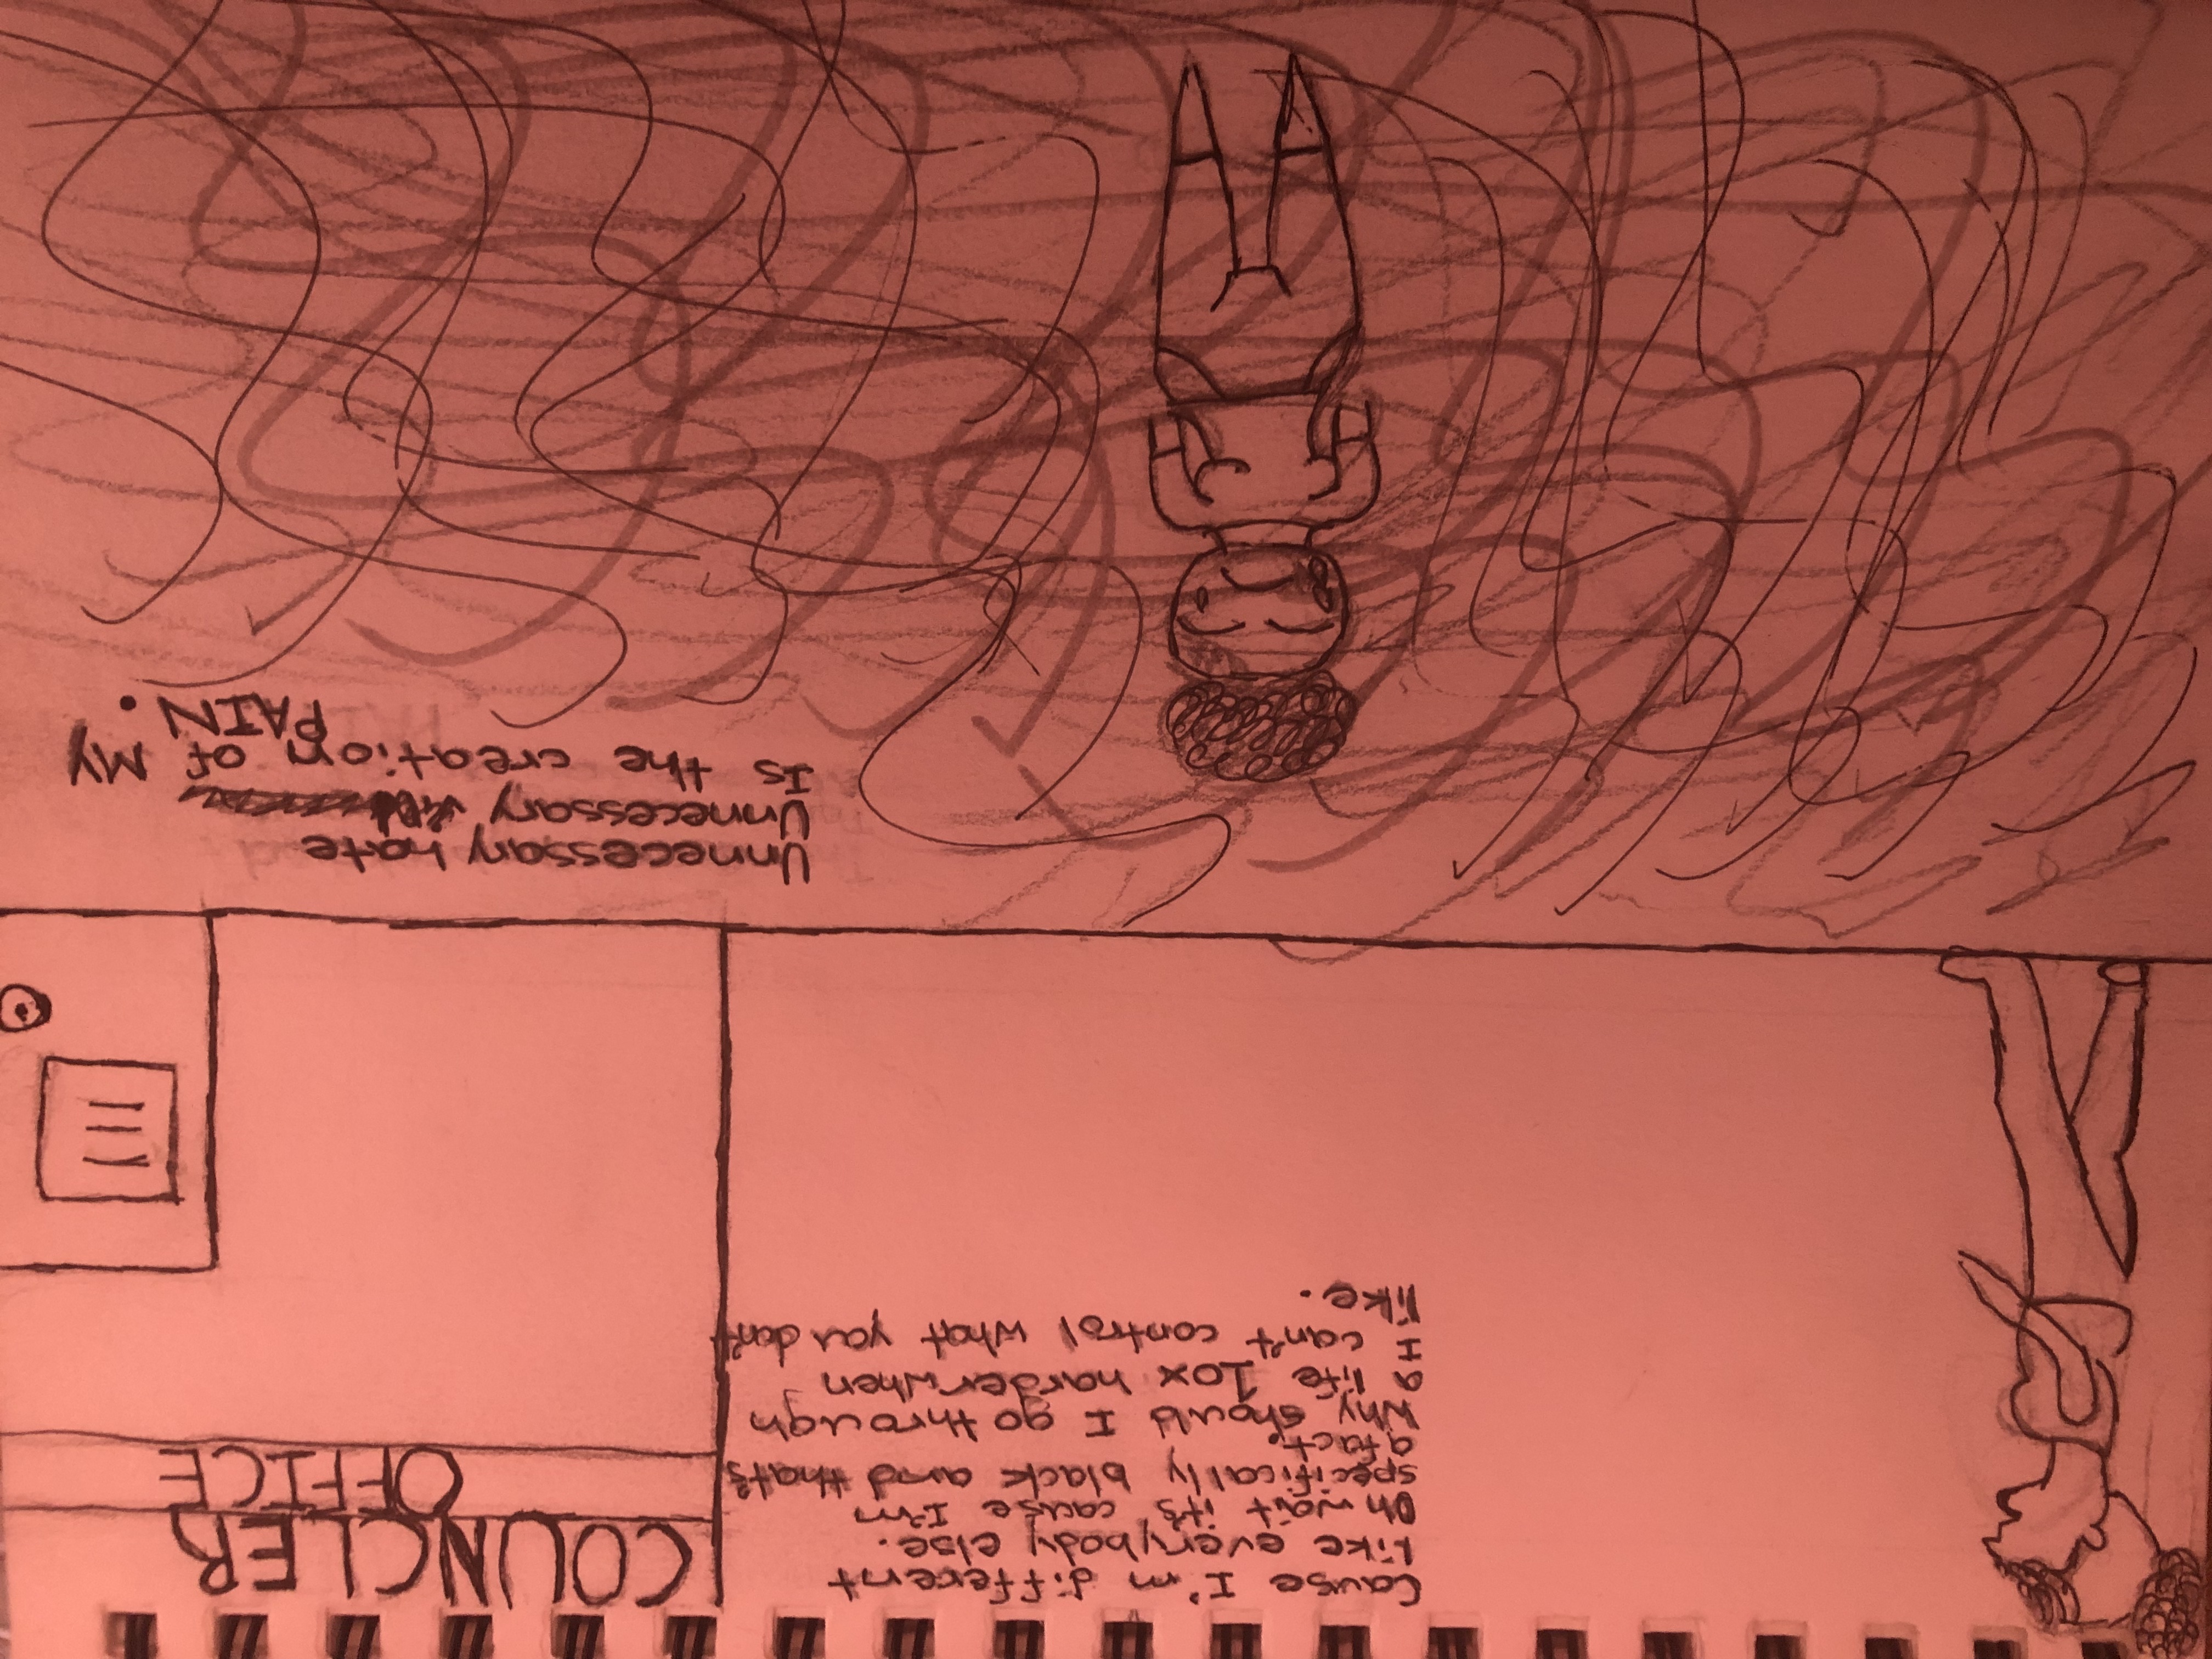 Cause I'm different
Like everybody else.
Oh wait it's cause I'm
specifically black and that's
a fact.
Why should I go through
a life 10x harder when
I can't control what you don't
like.
COUNCLER
OFFICE
Unnecessary hate
Unnecessary
Is the creation of MY
PAIN.